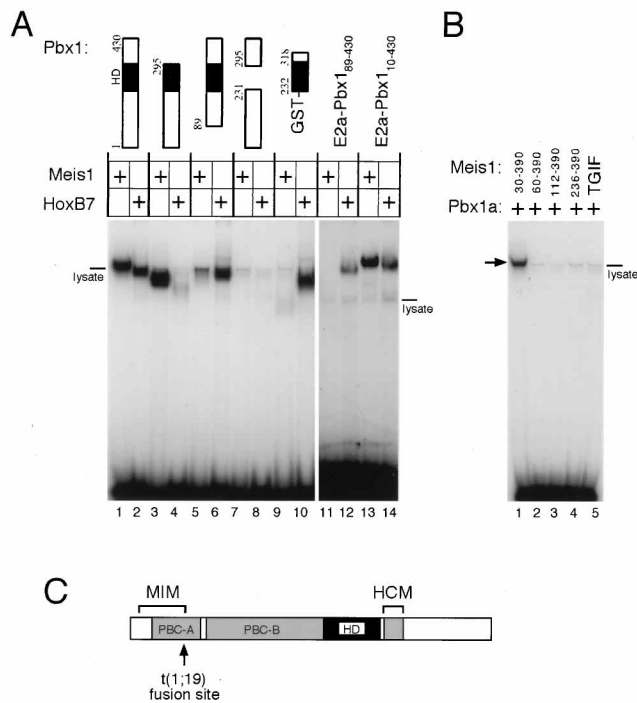 A
B
Pbx1:
430
HD
1
295
89
295
231
318
232
GST
E2a-Pbx1 89-430
E2a-Pbx1 10-430
Meis1 + + + + + + +
HoxB7 + + + + + + +
lysate
lysate
1 2 3 4 5 6 7 8 9 10 11 12 13 14
Meis1: 30-390 60-390 112-390 236-390 TGIF
Pbx1a: + + + + +
lysate
1 2 3 4 5
C
MIM HCM
PBC-A PBC-B HD
t(1;19)
fusion site